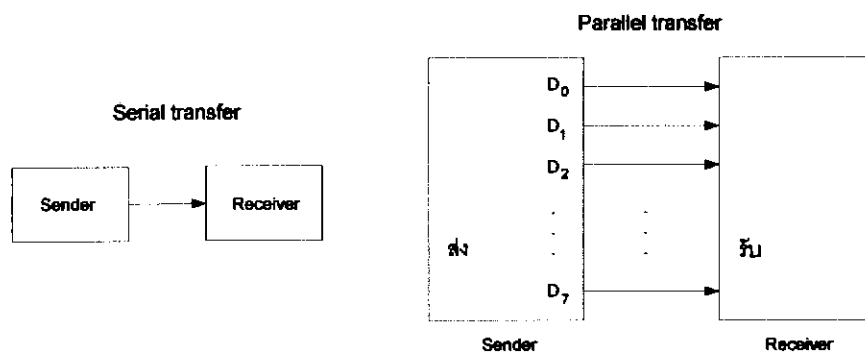 Serial transfer
Sender
Receiver
Parallel transfer
D0
D1
D2
D7
ส่ง
รับ
Sender
Receiver